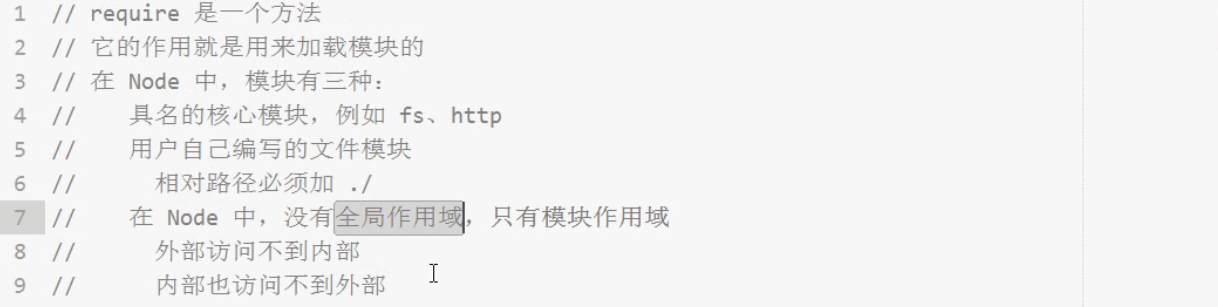 1 // require 是一个方法
2 // 它的作用就是用来加载模块的
3 // 在 Node 中，模块有三种：
4 //    具名的核心模块，例如 fs、http
5 //    用户自己编写的文件模块
6 //      相对路径必须加 ./
7 //    在 Node 中，没有全局作用域，只有模块作用域
8 //      外部访问不到内部
9 //      内部也访问不到外部